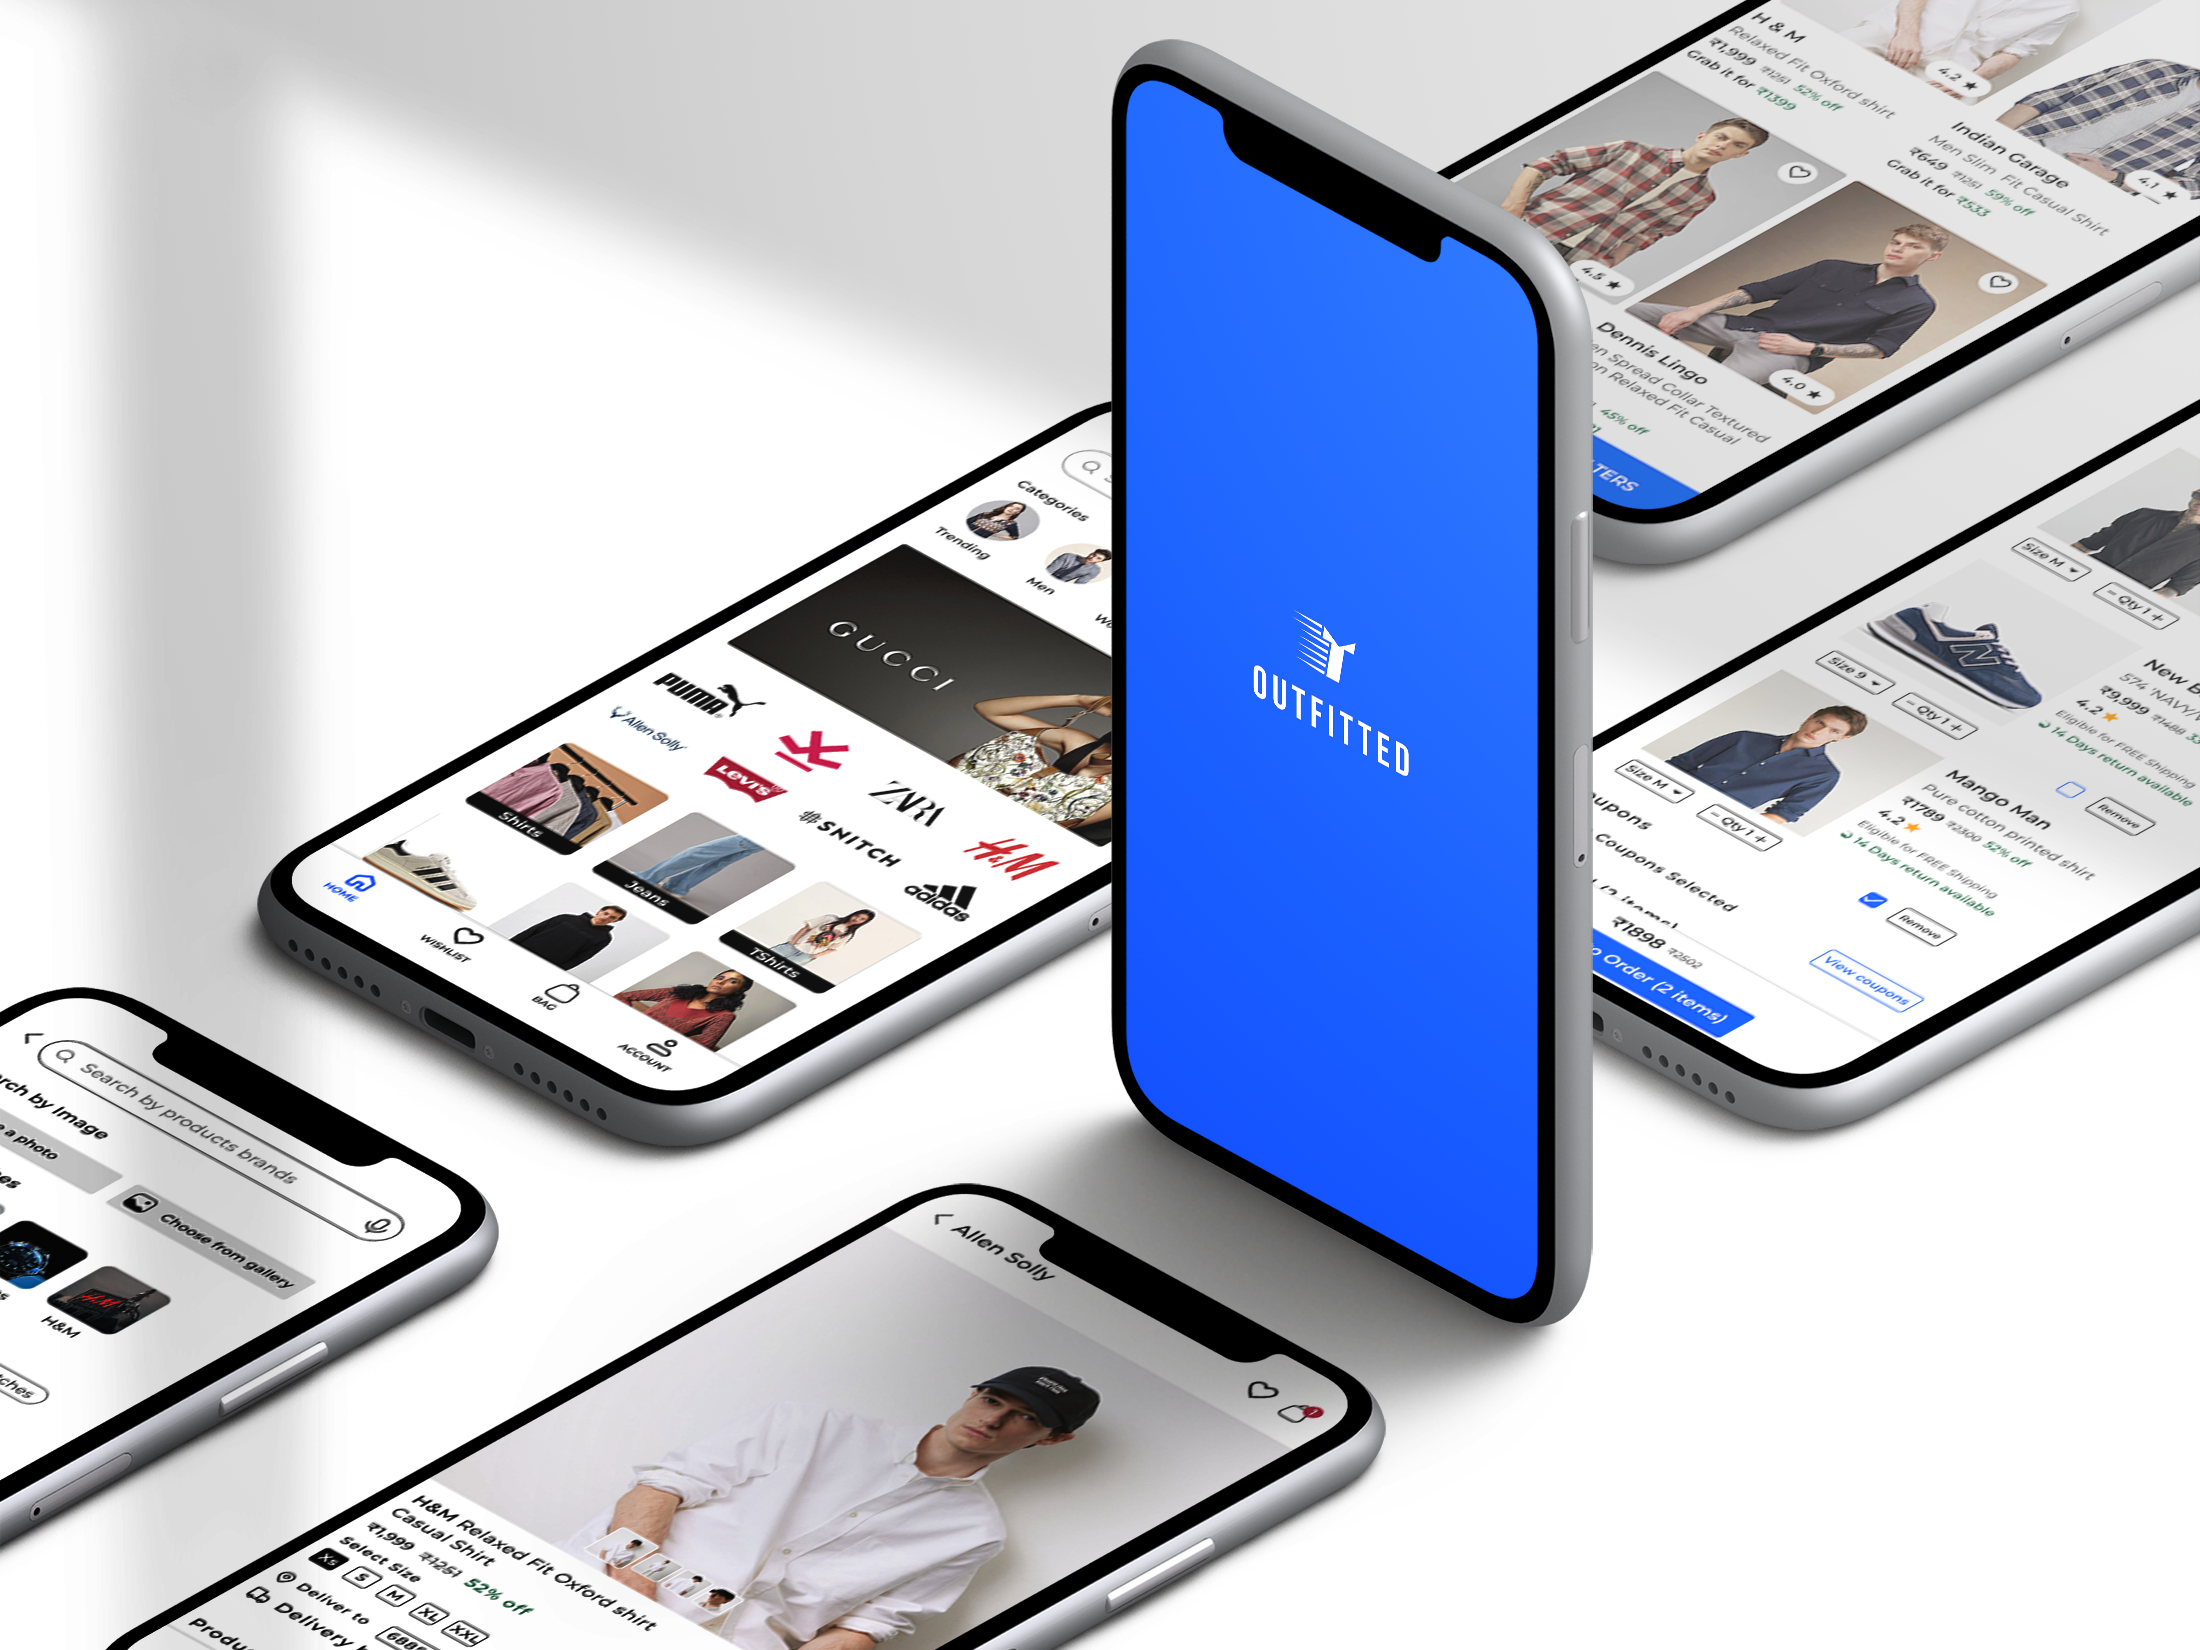 H & M
Relaxed Fit Oxford shirt
₹1,999 ₹1251 52% off
Grab it for ₹1399
4.2 ★
Indian Garage
Men Slim Fit Casual Shirt
₹649 ₹1251 59% off
Grab it for ₹533
4.1 ★
4.5 ★
4.0 ★
Dennis Lingo
en Spread Collar Textured
on Relaxed Fit Casual
45% off
TERS
OUTFITTED
Categories
Trending
Men
GUCCI
PUMA
Allen Solly
LEVI'S
ZARA
H&M
SNITCH
adidas
Shirts
Jeans
TShirts
HOME
WISHLIST
BAG
ACCOUNT
Size M
- Qty 1 +
New B
574 'NAVY/
₹9,999 ₹1488 33
4.2 ★
Eligible for FREE Shipping
14 Days return available
Size 9
- Qty 1 +
Remove
Mango Man
Pure cotton printed shirt
₹1789 ₹2300 52% off
4.2 ★
Eligible for FREE Shipping
14 Days return available
Size M
- Qty 1 +
Remove
upons
Coupons Selected
View coupons
₹1898 ₹2502
Order (2 items)
Search by products brands
rch by Image
a photo
Choose from gallery
H&M
ches
Allen Solly
1
H&M Relaxed Fit Oxford shirt
Casual Shirt
₹1,999 ₹1251 52% off
Select Size
XS S M XL XXL
Deliver to
Delivery
Produc